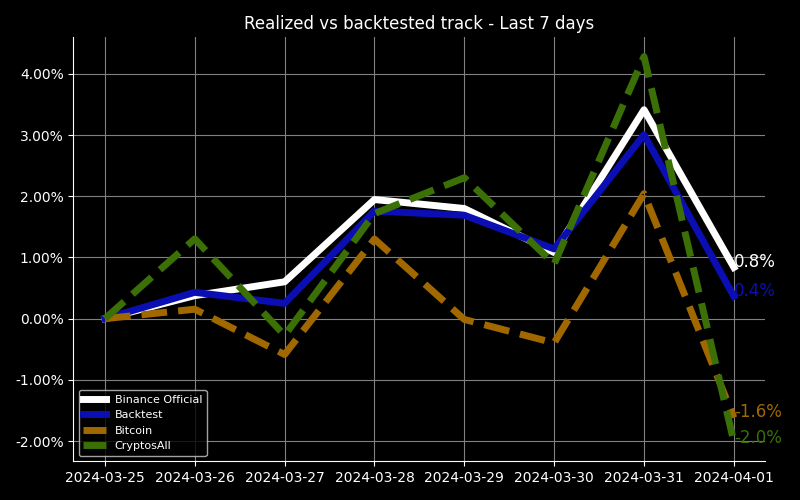 Realized vs backtested track - Last 7 days
4.00%
3.00%
2.00%
1.00%
0.00%
-1.00%
-2.00%
0.8%
0.4%
-1.6%
-2.0%
Binance Official
Backtest
Bitcoin
CryptosAll
2024-03-25 2024-03-26 2024-03-27 2024-03-28 2024-03-29 2024-03-30 2024-03-31 2024-04-01